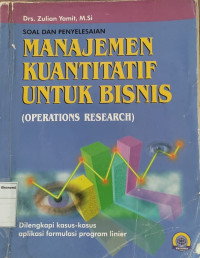 Drs. Zulian Yamit, M.Si
SOAL DAN PENYELESAIAN
MANAJEMEN
KUANTITATIF
UNTUK BISNIS
(OPERATIONS RESEARCH)
Dilengkapi kasus-kasus
aplikasi formulasi program linier